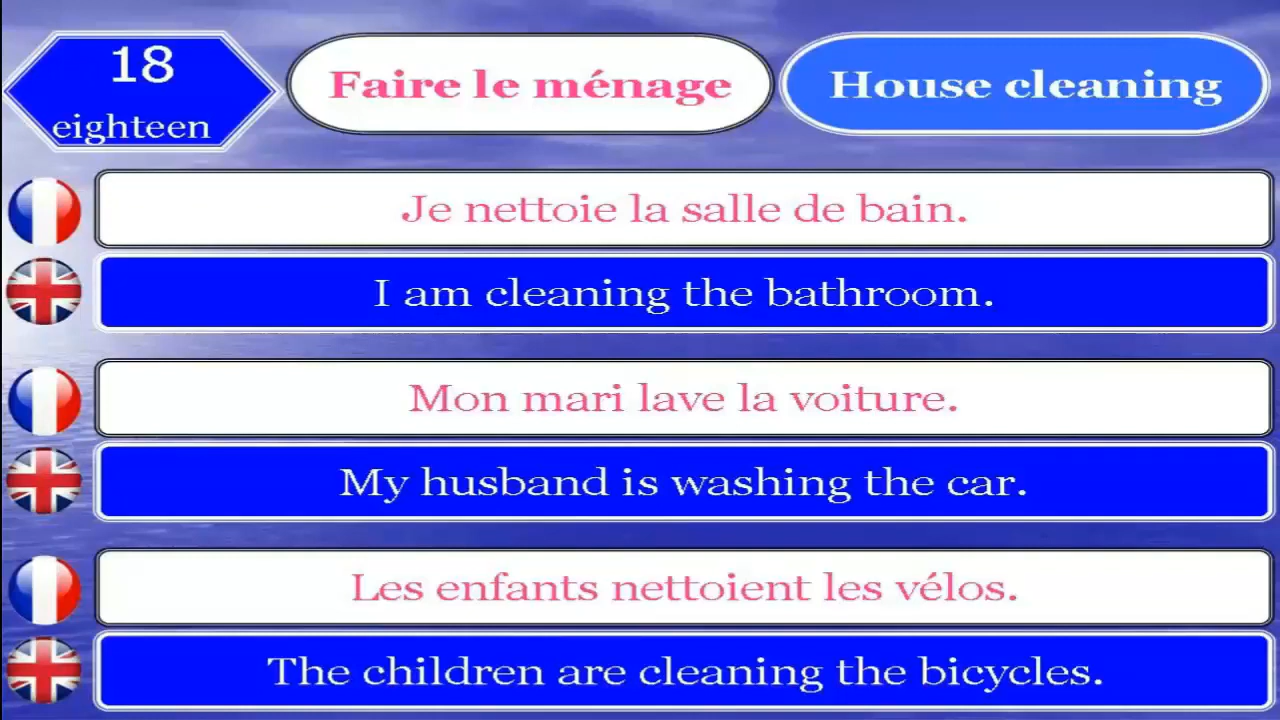 18
eighteen
Faire le ménage
House cleaning
Je nettoie la salle de bain.
I am cleaning the bathroom.
Mon mari lave la voiture.
My husband is washing the car.
Les enfants nettoient les vélos.
The children are cleaning the bicycles.